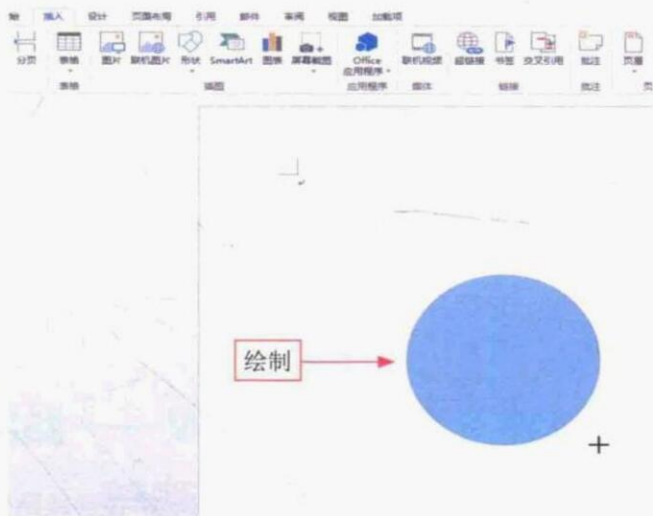 始 插入 设计 页面布局 引用 邮件 审阅 视图 加载项
分页 表格 图片 联机图片 形状 SmartArt 图表 屏幕截图 Office 应用程序 联机视频 超链接 书签 交叉引用 批注 页眉
表格 插图 应用程序 媒体 链接 批注 页
绘制